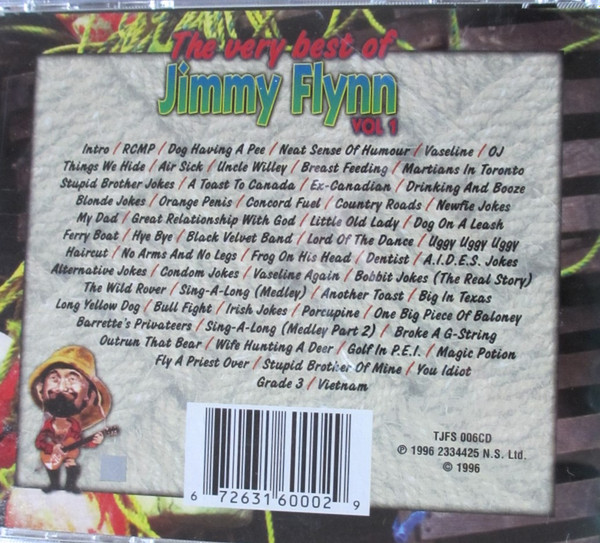 The very best of
Jimmy Flynn
VOL 1
Intro / RCMP / Dog Having A Pee / Neat Sense Of Humour / Vaseline / OJ
Things We Hide / Air Sick / Uncle Willey / Breast Feeding / Martians In Toronto
Stupid Brother Jokes / A Toast To Canada / Ex-Canadian / Drinking And Booze
Blonde Jokes / Orange Penis / Concord Fuel / Country Roads / Newfie Jokes
My Dad / Great Relationship With God / Little Old Lady / Dog On A Leash
Ferry Boat / Hye Bye / Black Velvet Band / Lord Of The Dance / Uggy Uggy Uggy
Haircut / No Arms And No Legs / Frog On His Head / Dentist / A.I.D.E.S. Jokes
Alternative Jokes / Condom Jokes / Vaseline Again / Bobbit Jokes (The Real Story)
The Wild Rover / Sing-A-Long (Medley) / Another Toast / Big In Texas
Long Yellow Dog / Bull Fight / Irish Jokes / Porcupine / One Big Piece Of Baloney
Barrette's Privateers / Sing-A-Long (Medley Part 2) / Broke A G-String
Outrun That Bear / Wife Hunting A Deer / Golf In P.E.I. / Magic Potion
Fly A Priest Over / Stupid Brother Of Mine / You Idiot
Grade 3 / Vietnam
TJFS 006CD
℗ 1996 2334425 N.S. Ltd.
© 1996
6 72631 60002 9